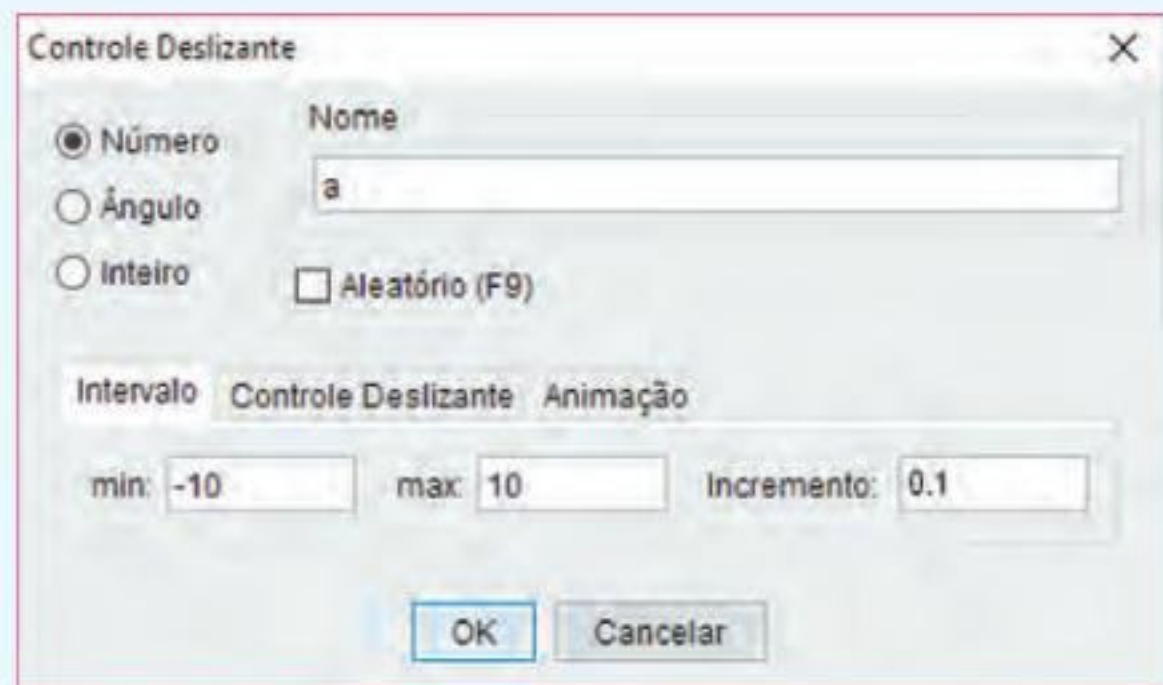 Controle Deslizante
Número
Nome
a
Ângulo
Inteiro
Aleatório (F9)
Intervalo Controle Deslizante Animação
min: -10 max: 10 Incremento: 0.1
OK Cancelar